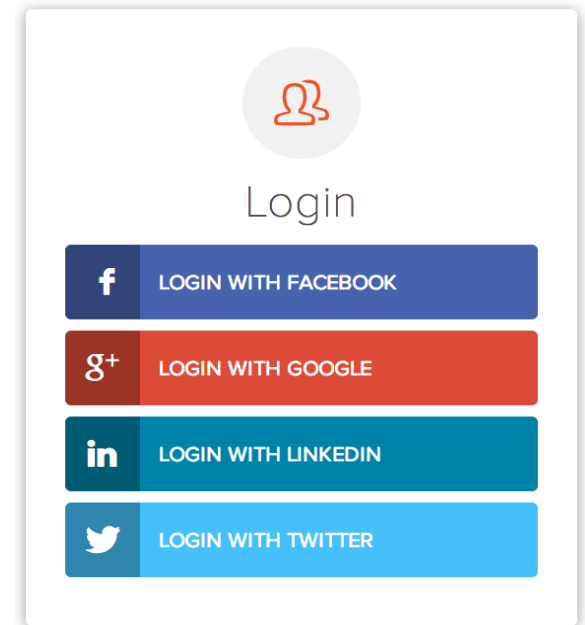 Login
f LOGIN WITH FACEBOOK
g+ LOGIN WITH GOOGLE
in LOGIN WITH LINKEDIN
LOGIN WITH TWITTER